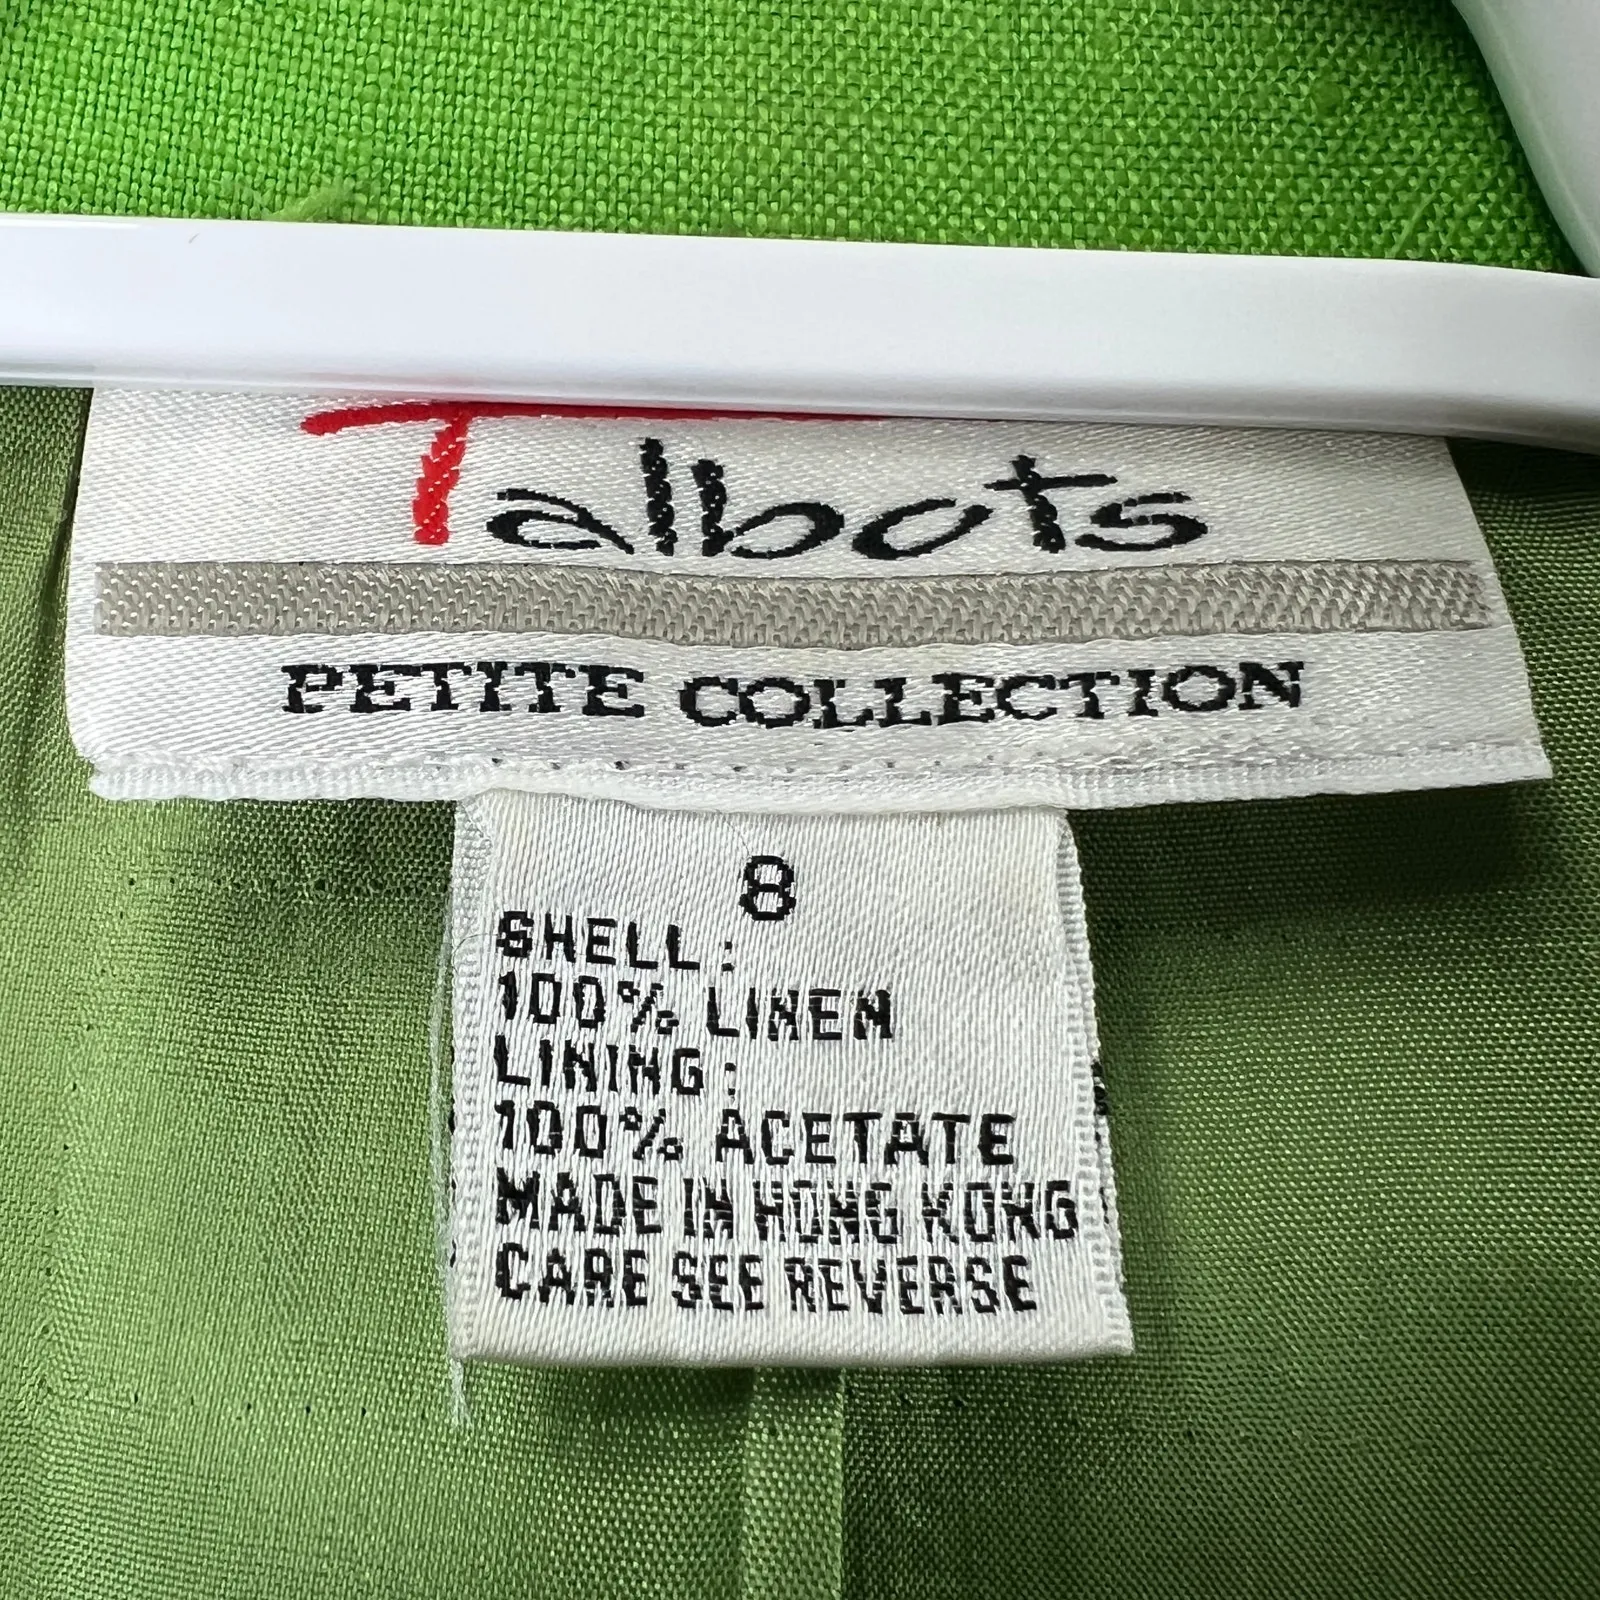 Talbots
PETITE COLLECTION
8
SHELL:
100% LINEN
LINING:
100% ACETATE
MADE IN HONG KONG
CARE SEE REVERSE